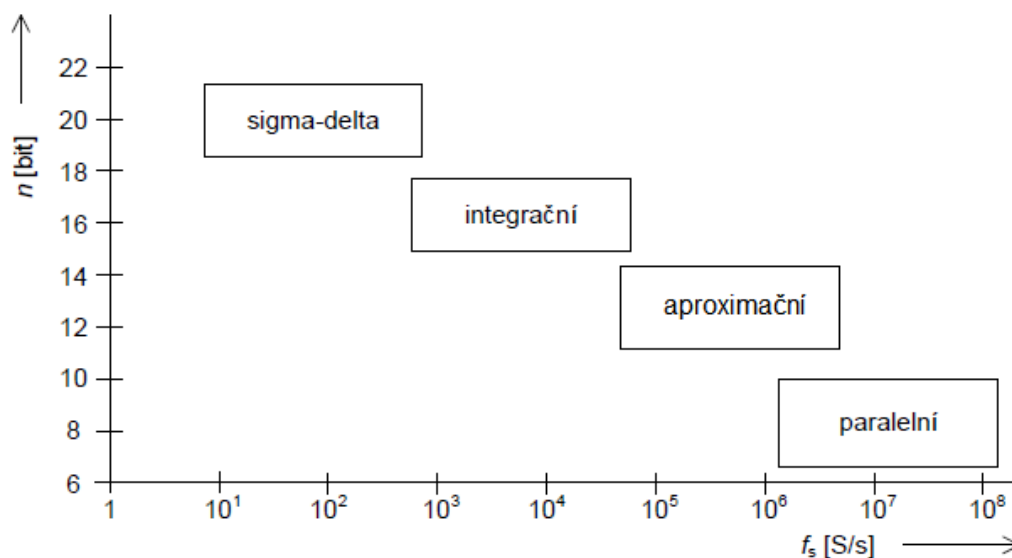 n [bit]
22
20
18
16
14
12
10
8
6
sigma-delta
integrační
aproximační
paralelní
1 10¹ 10² 10³ 10⁴ 10⁵ 10⁶ 10⁷ 10⁸
fₛ [S/s]